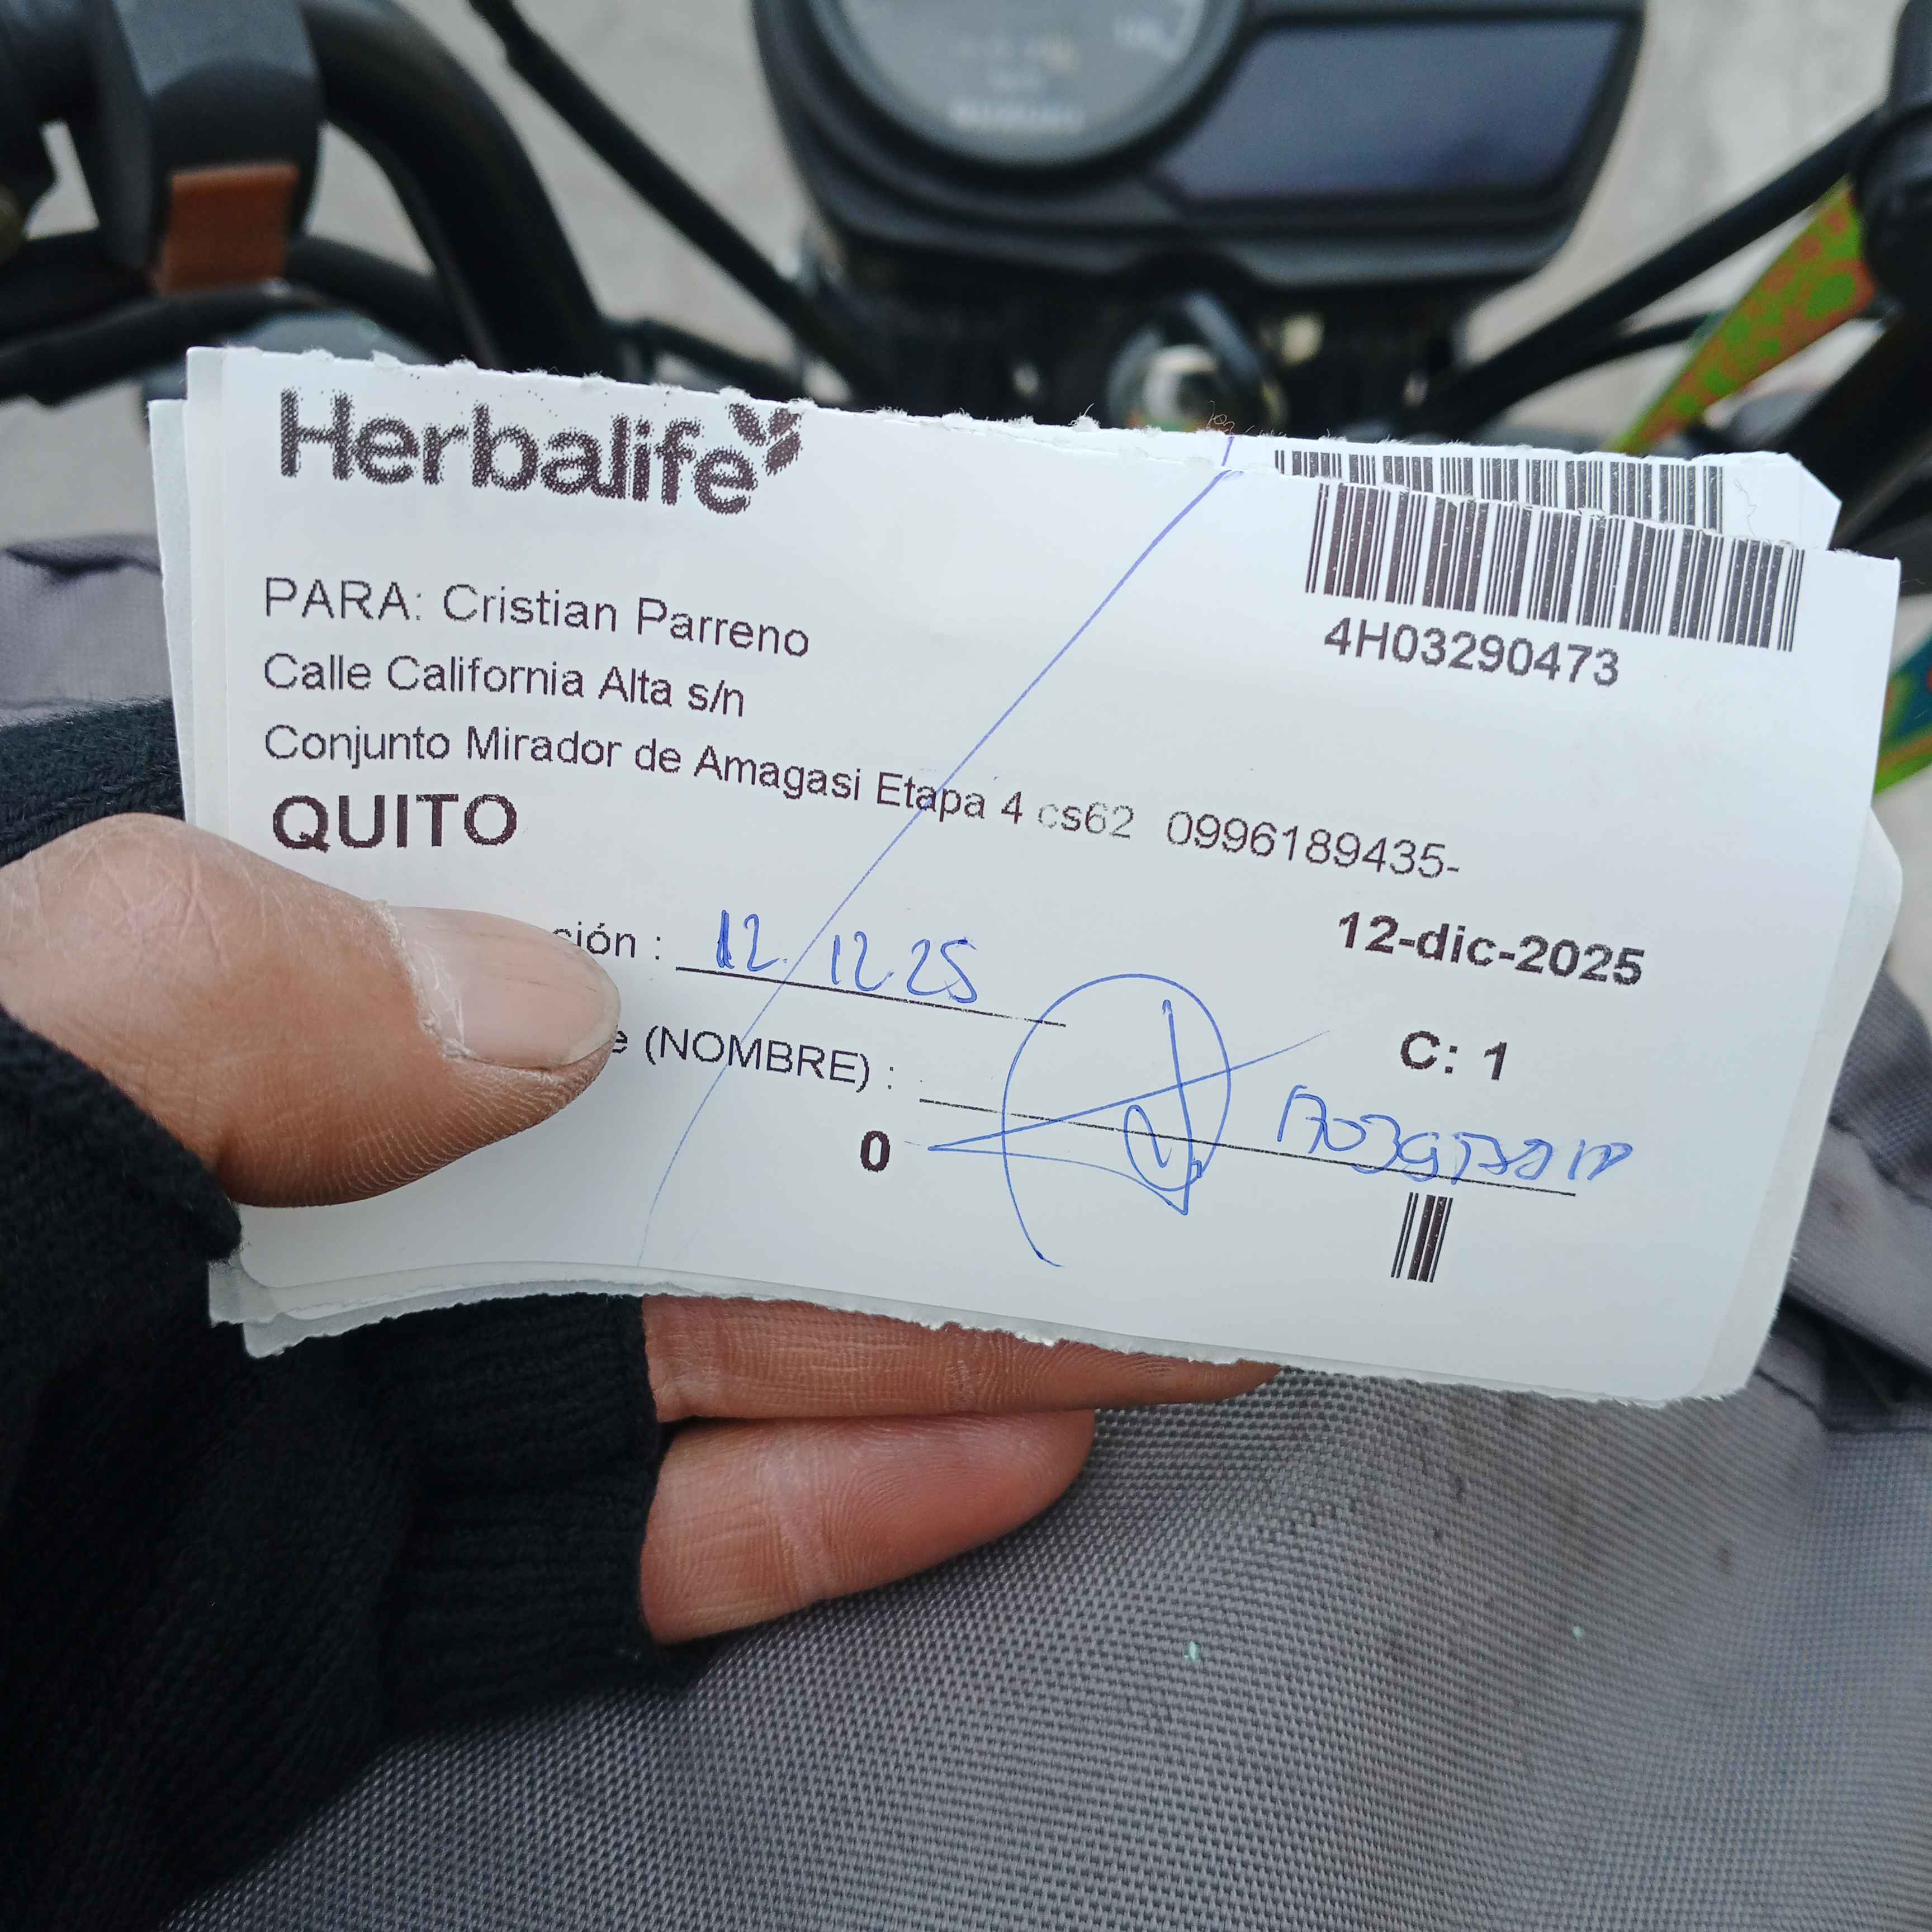 Herbalife
4H03290473
PARA: Cristian Parreno
Calle California Alta s/n
Conjunto Mirador de Amagasi Etapa 4 cs62 0996189435-
QUITO
12-dic-2025
ción : 12.12.25
C: 1
e (NOMBRE) :
0